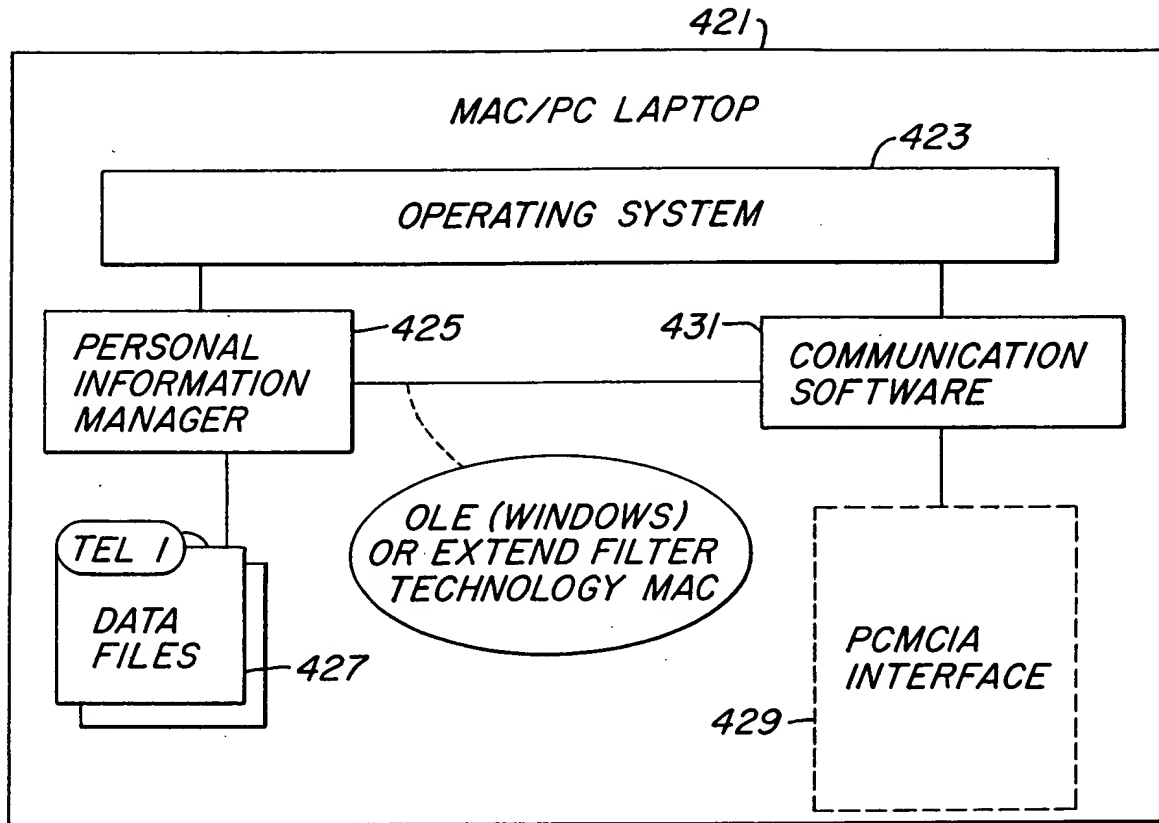 421
MAC/PC LAPTOP
423
OPERATING SYSTEM
425
PERSONAL
INFORMATION
MANAGER
431
COMMUNICATION
SOFTWARE
OLE (WINDOWS)
OR EXTEND FILTER
TECHNOLOGY MAC
TEL 1
DATA
FILES
427
PCMCIA
INTERFACE
429